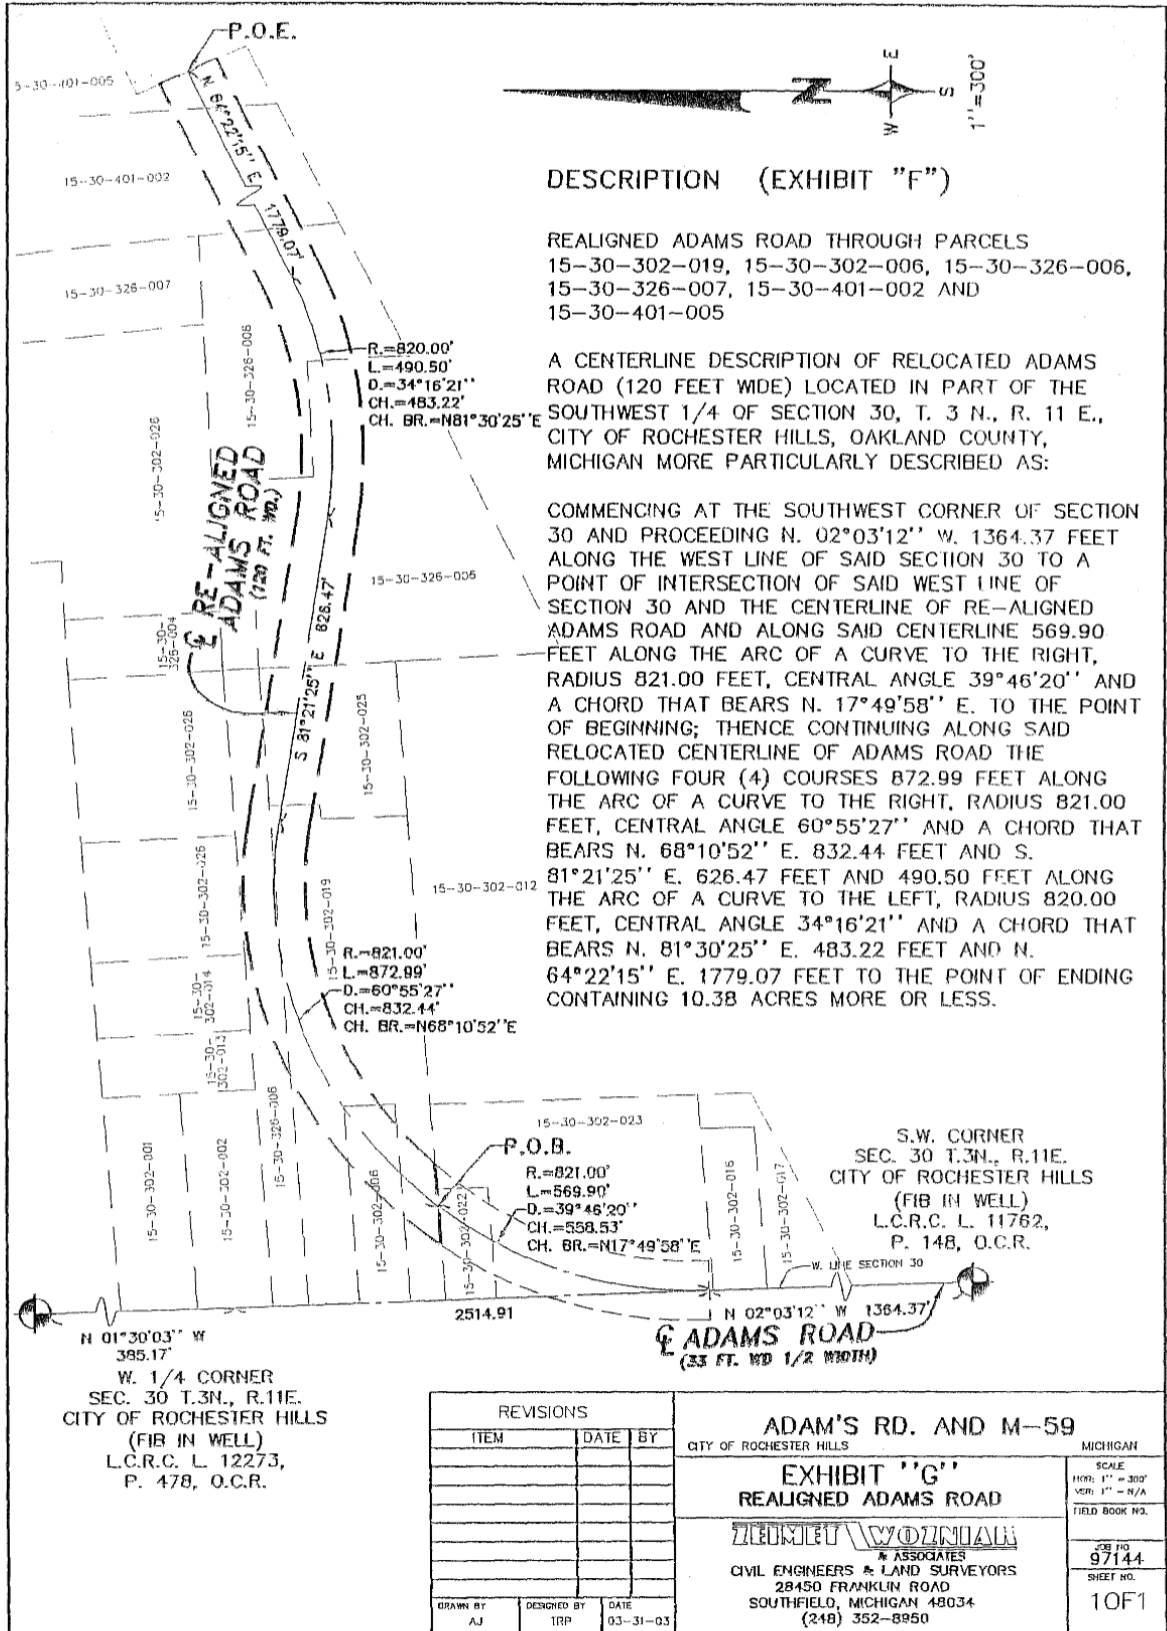 P.O.E.
15-30-401-005
N 64°22'15'' E
1779.07'
15-30-401-002
15-30-326-007
15-30-326-006
15-30-302-026
R.=820.00'
L.=490.50'
D.=34°16'21''
CH.=483.22'
CH. BR.=N81°30'25''E
℄ RE-ALIGNED
ADAMS ROAD
(120 FT. WD.)
15-30-326-006
15-30-
326-004
S 81°21'25'' E 626.47'
15-30-302-026
15-30-302-025
15-30-302-026
15-30-302-019
15-30-302-012
15-30-
302-014
15-30-
302-013
R.=821.00'
L.=872.99'
D.=60°55'27''
CH.=832.44'
CH. BR.=N68°10'52''E
15-30-302-001
15-30-302-002
15-30-326-006
15-30-302-006
15-30-302-022
15-30-302-023
P.O.B.
R.=821.00'
L.=569.90'
D.=39°46'20''
CH.=558.53'
CH. BR.=N17°49'58''E
15-30-302-016
15-30-302-017
W. LINE SECTION 30
2514.91
N 02°03'12'' W 1364.37'
℄ ADAMS ROAD
(33 FT. WD 1/2 WIDTH)
N 01°30'03'' W
385.17'
W. 1/4 CORNER
SEC. 30 T.3N., R.11E.
CITY OF ROCHESTER HILLS
(FIB IN WELL)
L.C.R.C. L. 12273,
P. 478, O.C.R.
N
E
S
W
1''=300'
DESCRIPTION (EXHIBIT "F")
REALIGNED ADAMS ROAD THROUGH PARCELS
15-30-302-019, 15-30-302-006, 15-30-326-006,
15-30-326-007, 15-30-401-002 AND
15-30-401-005
A CENTERLINE DESCRIPTION OF RELOCATED ADAMS
ROAD (120 FEET WIDE) LOCATED IN PART OF THE
SOUTHWEST 1/4 OF SECTION 30, T. 3 N., R. 11 E.,
CITY OF ROCHESTER HILLS, OAKLAND COUNTY,
MICHIGAN MORE PARTICULARLY DESCRIBED AS:
COMMENCING AT THE SOUTHWEST CORNER OF SECTION
30 AND PROCEEDING N. 02°03'12'' W. 1364.37 FEET
ALONG THE WEST LINE OF SAID SECTION 30 TO A
POINT OF INTERSECTION OF SAID WEST LINE OF
SECTION 30 AND THE CENTERLINE OF RE-ALIGNED
ADAMS ROAD AND ALONG SAID CENTERLINE 569.90
FEET ALONG THE ARC OF A CURVE TO THE RIGHT,
RADIUS 821.00 FEET, CENTRAL ANGLE 39°46'20'' AND
A CHORD THAT BEARS N. 17°49'58'' E. TO THE POINT
OF BEGINNING; THENCE CONTINUING ALONG SAID
RELOCATED CENTERLINE OF ADAMS ROAD THE
FOLLOWING FOUR (4) COURSES 872.99 FEET ALONG
THE ARC OF A CURVE TO THE RIGHT, RADIUS 821.00
FEET, CENTRAL ANGLE 60°55'27'' AND A CHORD THAT
BEARS N. 68°10'52'' E. 832.44 FEET AND S.
81°21'25'' E. 626.47 FEET AND 490.50 FEET ALONG
THE ARC OF A CURVE TO THE LEFT, RADIUS 820.00
FEET, CENTRAL ANGLE 34°16'21'' AND A CHORD THAT
BEARS N. 81°30'25'' E. 483.22 FEET AND N.
64°22'15'' E. 1779.07 FEET TO THE POINT OF ENDING
CONTAINING 10.38 ACRES MORE OR LESS.
S.W. CORNER
SEC. 30 T.3N., R.11E.
CITY OF ROCHESTER HILLS
(FIB IN WELL)
L.C.R.C. L. 11762,
P. 148, O.C.R.
REVISIONS
ITEM DATE BY
DRAWN BY
AJ
DESIGNED BY
TRP
DATE
03-31-03
ADAM'S RD. AND M-59
CITY OF ROCHESTER HILLS MICHIGAN
EXHIBIT ''G''
REALIGNED ADAMS ROAD
SCALE
HOR: 1'' = 300'
VER: 1'' = N/A
FIELD BOOK NO.
ZEIMET WOZNIAK
& ASSOCIATES
CIVIL ENGINEERS & LAND SURVEYORS
28450 FRANKLIN ROAD
SOUTHFIELD, MICHIGAN 48034
(248) 352-8950
JOB NO
97144
SHEET NO.
1OF1